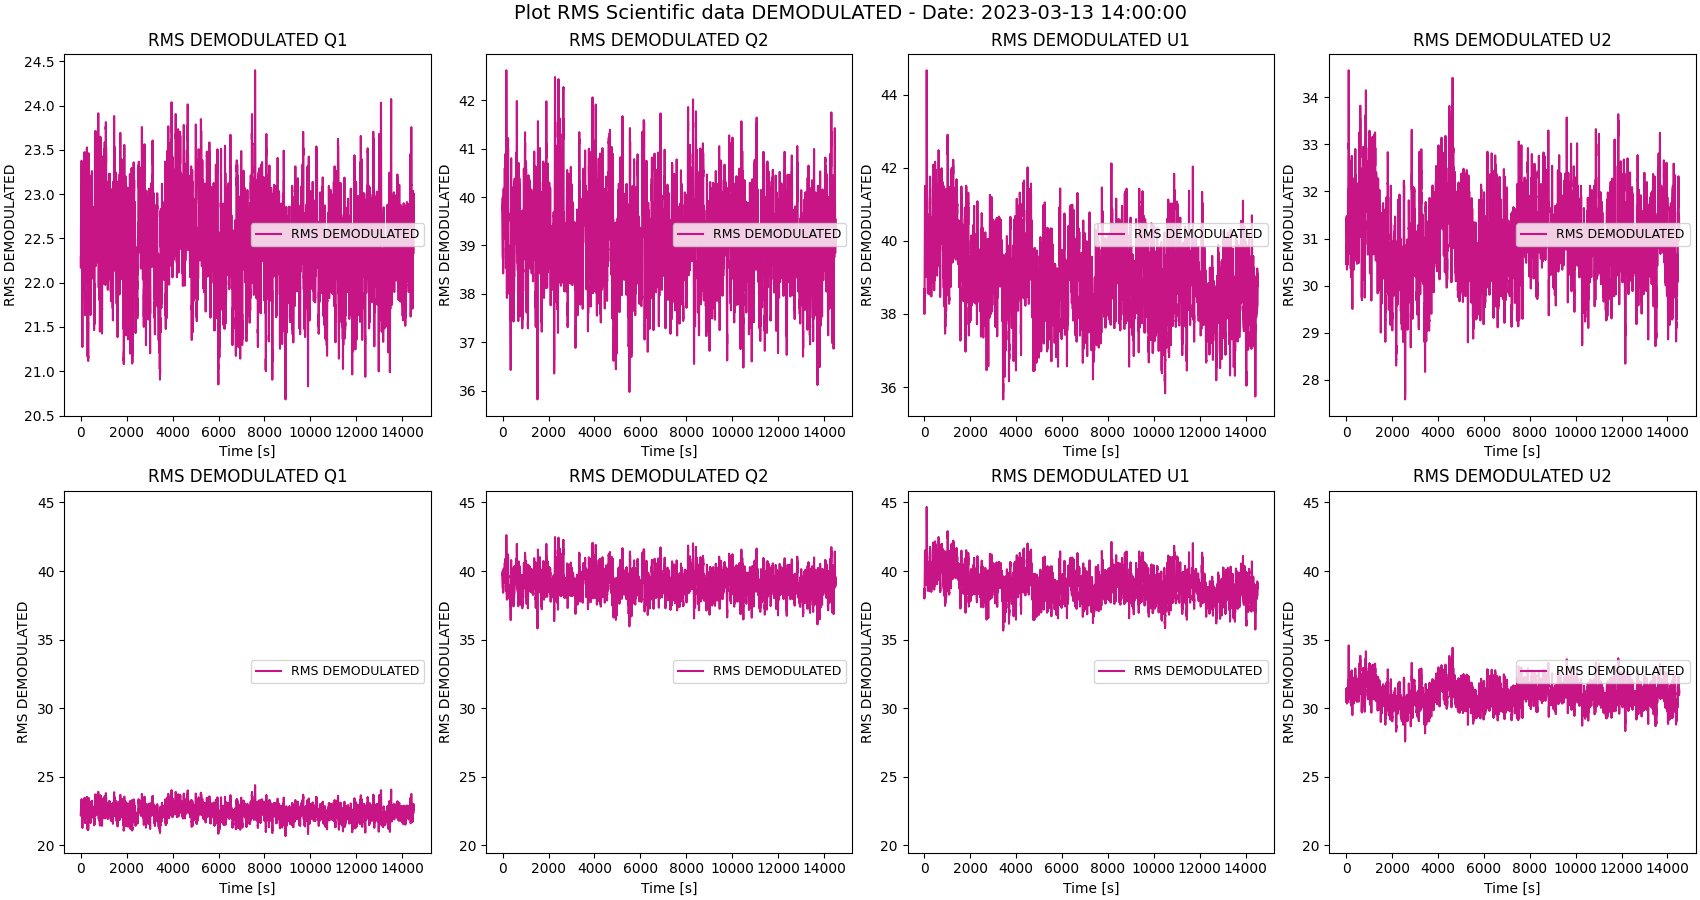 Plot RMS Scientific data DEMODULATED - Date: 2023-03-13 14:00:00
RMS DEMODULATED Q1
RMS DEMODULATED
24.5
24.0
23.5
23.0
22.5
22.0
21.5
21.0
20.5
RMS DEMODULATED
0 2000 4000 6000 8000 10000 12000 14000
Time [s]
RMS DEMODULATED Q2
RMS DEMODULATED
42
41
40
39
38
37
36
RMS DEMODULATED
0 2000 4000 6000 8000 10000 12000 14000
Time [s]
RMS DEMODULATED U1
RMS DEMODULATED
44
42
40
38
36
RMS DEMODULATED
0 2000 4000 6000 8000 10000 12000 14000
Time [s]
RMS DEMODULATED U2
RMS DEMODULATED
34
33
32
31
30
29
28
RMS DEMODULATED
0 2000 4000 6000 8000 10000 12000 14000
Time [s]
RMS DEMODULATED Q1
RMS DEMODULATED
45
40
35
30
25
20
RMS DEMODULATED
0 2000 4000 6000 8000 10000 12000 14000
Time [s]
RMS DEMODULATED Q2
RMS DEMODULATED
45
40
35
30
25
20
RMS DEMODULATED
0 2000 4000 6000 8000 10000 12000 14000
Time [s]
RMS DEMODULATED U1
RMS DEMODULATED
45
40
35
30
25
20
RMS DEMODULATED
0 2000 4000 6000 8000 10000 12000 14000
Time [s]
RMS DEMODULATED U2
RMS DEMODULATED
45
40
35
30
25
20
RMS DEMODULATED
0 2000 4000 6000 8000 10000 12000 14000
Time [s]